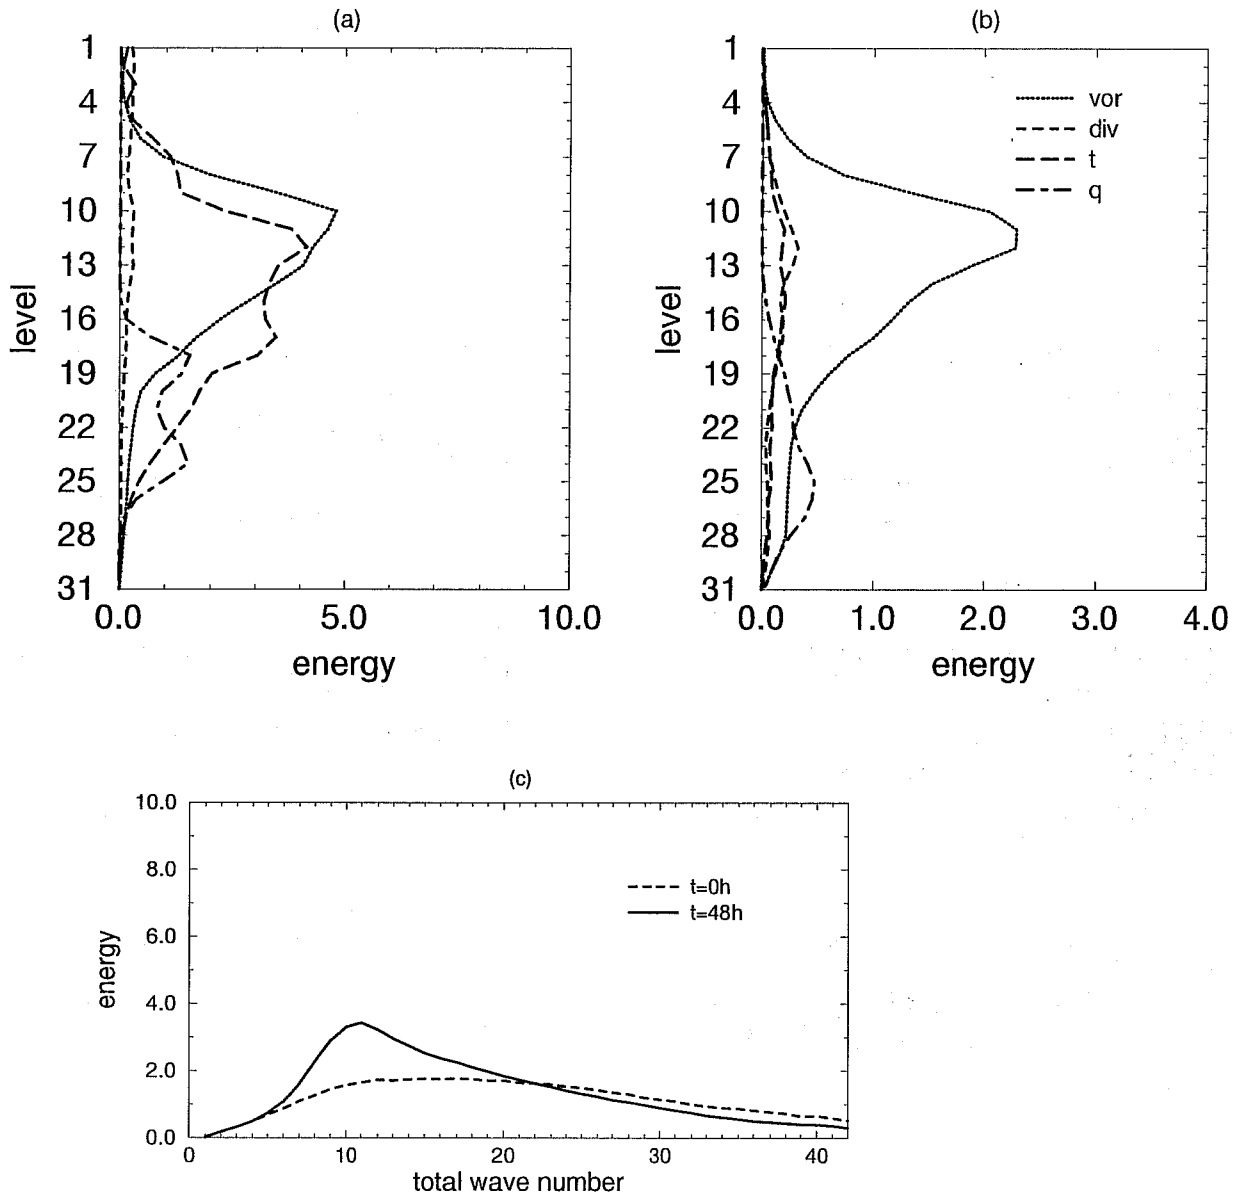 (a)
1
4
7
10
13
16
19
22
25
28
31
level
0.0 5.0 10.0
energy
(b)
1
4
7
10
13
16
19
22
25
28
31
level
vor
div
t
q
0.0 1.0 2.0 3.0 4.0
energy
(c)
10.0
8.0
6.0
4.0
2.0
0.0
energy
t=0h
t=48h
0 10 20 30 40
total wave number